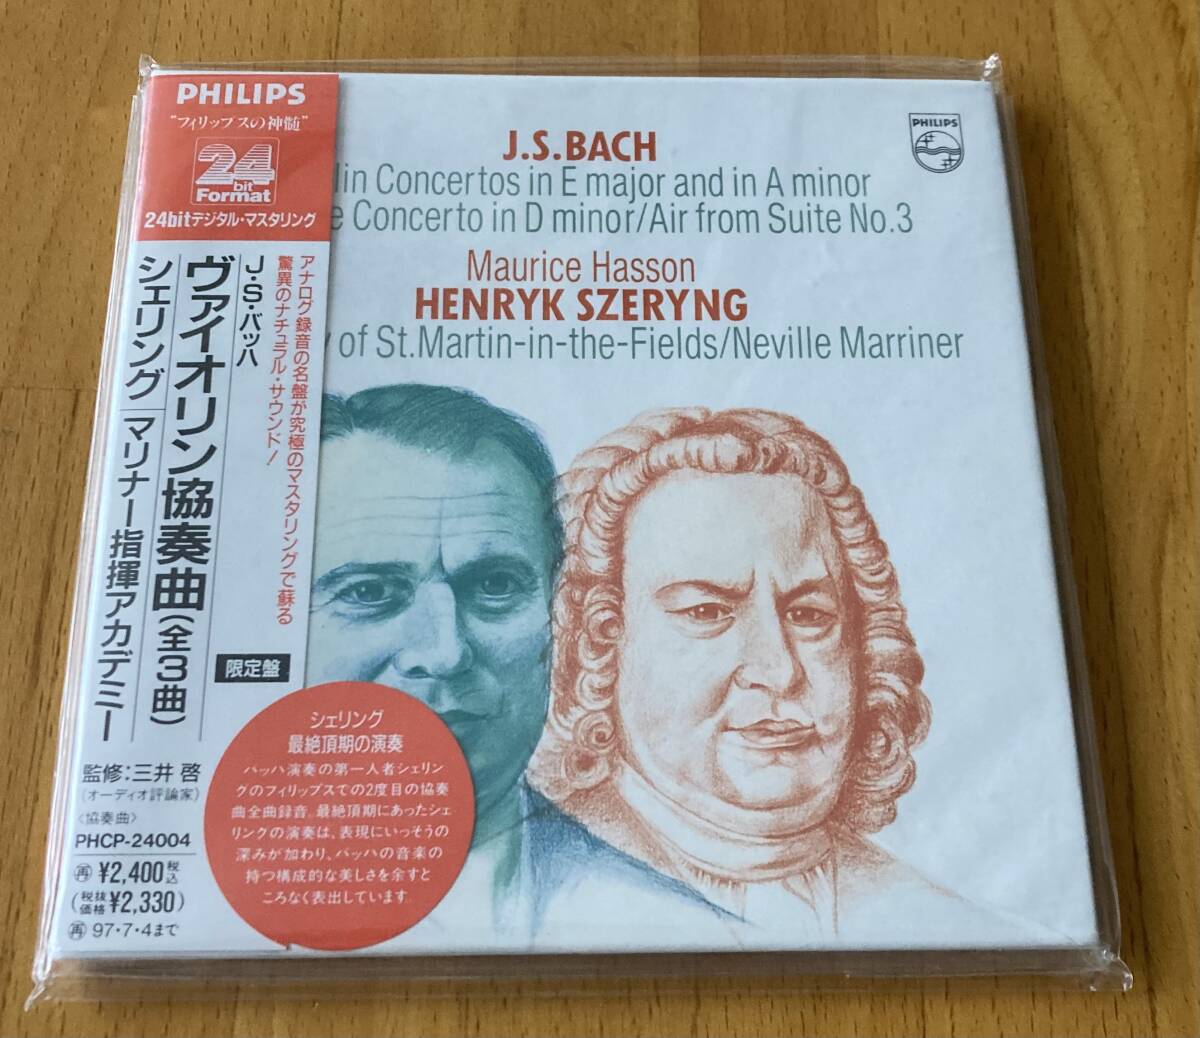 PHILIPS
"フィリップスの神髄"
24
bit
Format
24bitデジタル・マスタリング
アナログ録音の名盤が究極のマスタリングで蘇る
驚異のナチュラル・サウンド!
J・S・バッハ
ヴァイオリン協奏曲(全3曲)
シェリング マリナー指揮アカデミー
限定盤
監修:三井 啓
(オーディオ評論家)
〈協奏曲〉
PHCP-24004
再 ¥2,400税込
(税抜価格¥2,330)
再 97・7・4まで
シェリング
最絶頂期の演奏
バッハ演奏の第一人者シェリン
グのフィリップスでの2度目の協奏
曲全曲録音。最絶頂期にあったシェ
リングの演奏は、表現にいっそうの
深みが加わり、バッハの音楽の
持つ構成的な美しさを余すと
ころなく表出しています。
PHILIPS
J.S.BACH
lin Concertos in E major and in A minor
e Concerto in D minor/Air from Suite No.3
Maurice Hasson
HENRYK SZERYNG
y of St.Martin-in-the-Fields/Neville Marriner